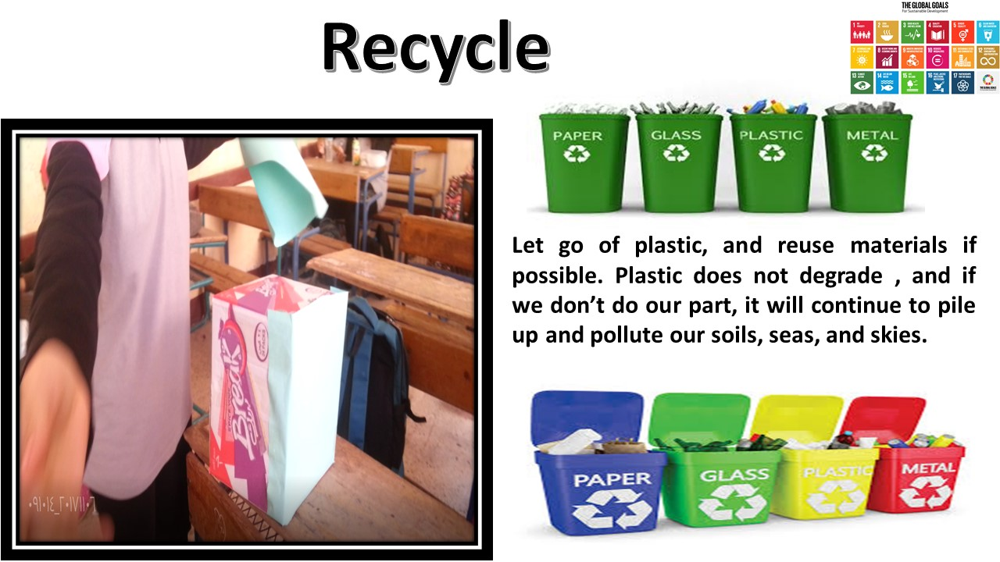 Recycle
THE GLOBAL GOALS
For Sustainable Development
PAPER
GLASS
PLASTIC
METAL
Let go of plastic, and reuse materials if
possible. Plastic does not degrade , and if
we don’t do our part, it will continue to pile
up and pollute our soils, seas, and skies.
Break
PAPER
GLASS
PLASTIC
METAL